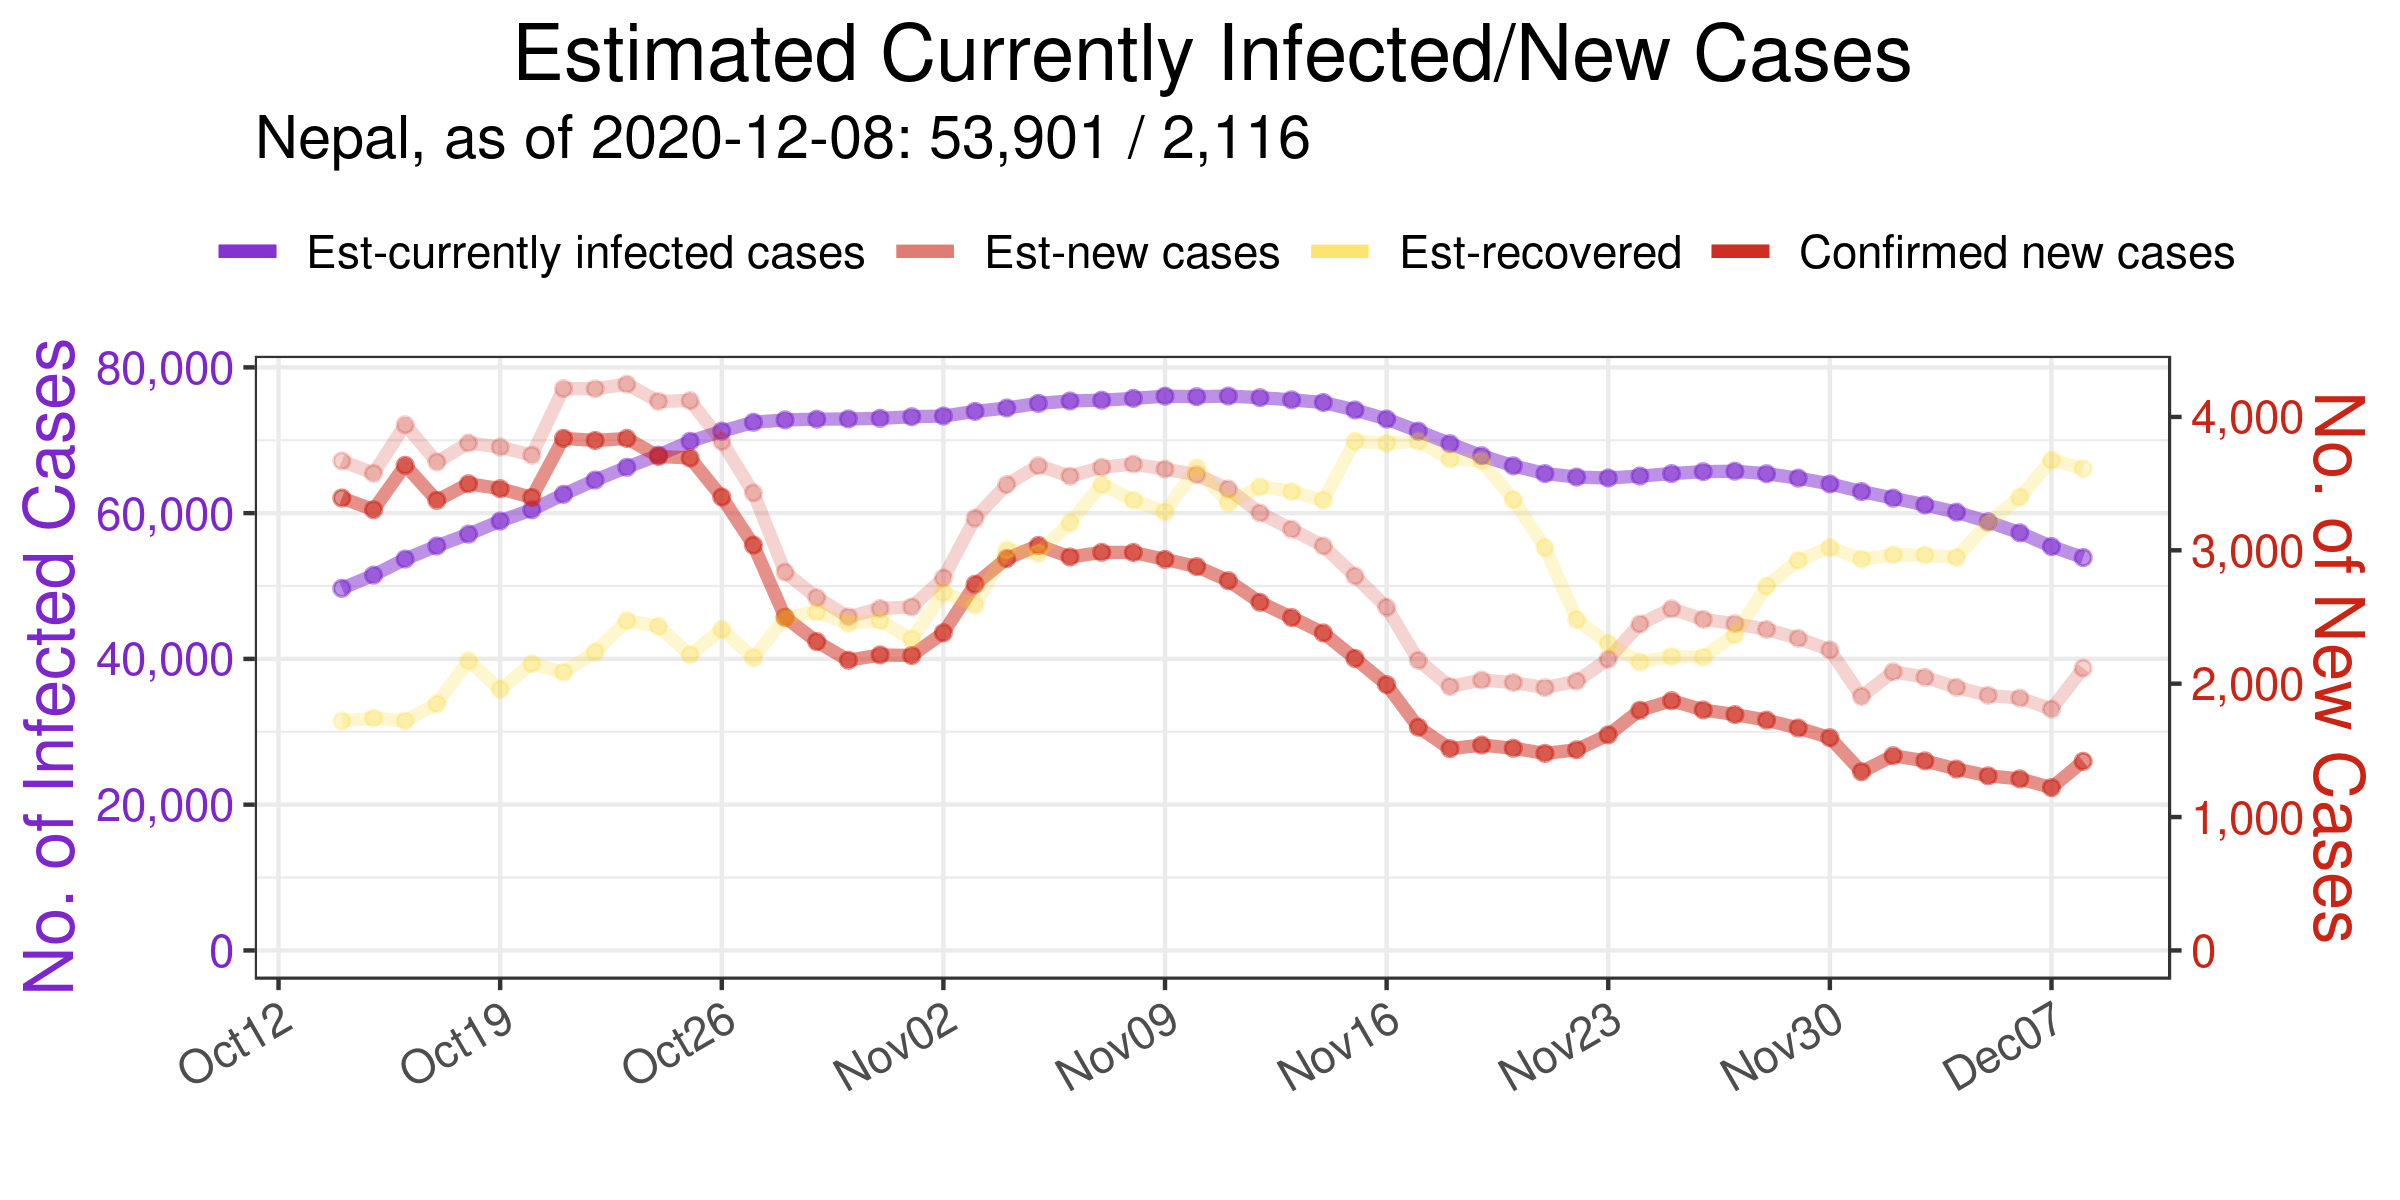 Estimated Currently Infected/New Cases
Nepal, as of 2020-12-08: 53,901 / 2,116
Est-currently infected cases Est-new cases Est-recovered Confirmed new cases
No. of Infected Cases
80,000
60,000
40,000
20,000
0
4,000
3,000
2,000
1,000
0
No. of New Cases
Oct12 Oct19 Oct26 Nov02 Nov09 Nov16 Nov23 Nov30 Dec07